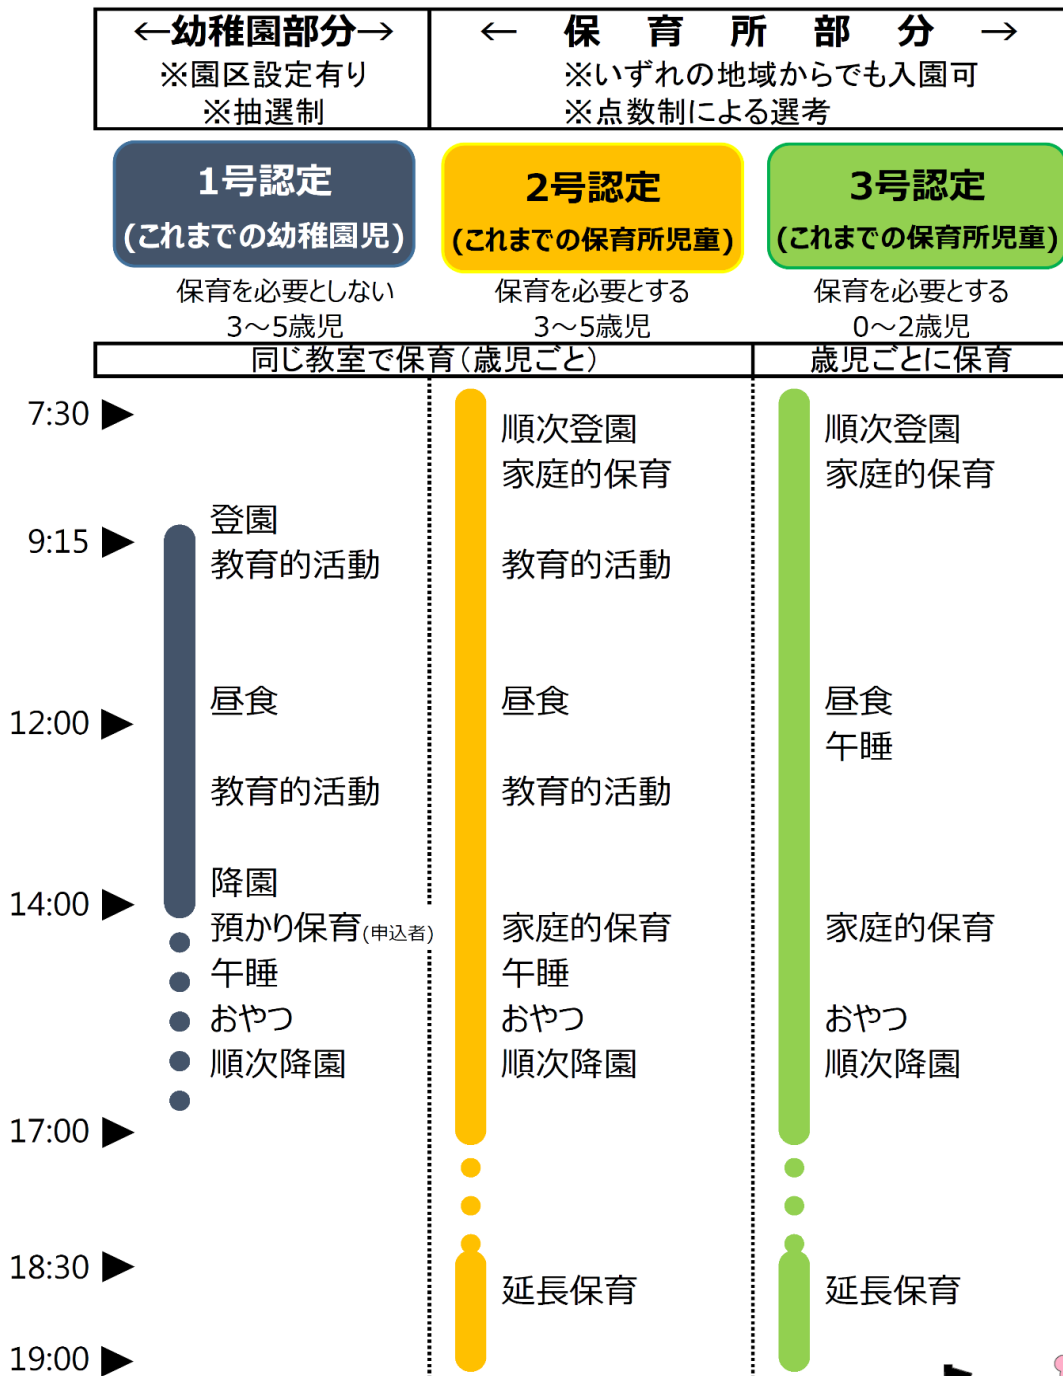 ←幼稚園部分→
※園区設定有り
※抽選制
← 保育所部分 →
※いずれの地域からでも入園可
※点数制による選考
1号認定
(これまでの幼稚園児)
2号認定
(これまでの保育所児童)
3号認定
(これまでの保育所児童)
保育を必要としない
3～5歳児
保育を必要とする
3～5歳児
保育を必要とする
0～2歳児
同じ教室で保育(歳児ごと)
歳児ごとに保育
7:30 ▶
9:15 ▶
12:00 ▶
14:00 ▶
17:00 ▶
18:30 ▶
19:00 ▶
登園
教育的活動
昼食
教育的活動
降園
預かり保育(申込者)
午睡
おやつ
順次降園
順次登園
家庭的保育
教育的活動
昼食
教育的活動
家庭的保育
午睡
おやつ
順次降園
延長保育
順次登園
家庭的保育
昼食
午睡
家庭的保育
おやつ
順次降園
延長保育